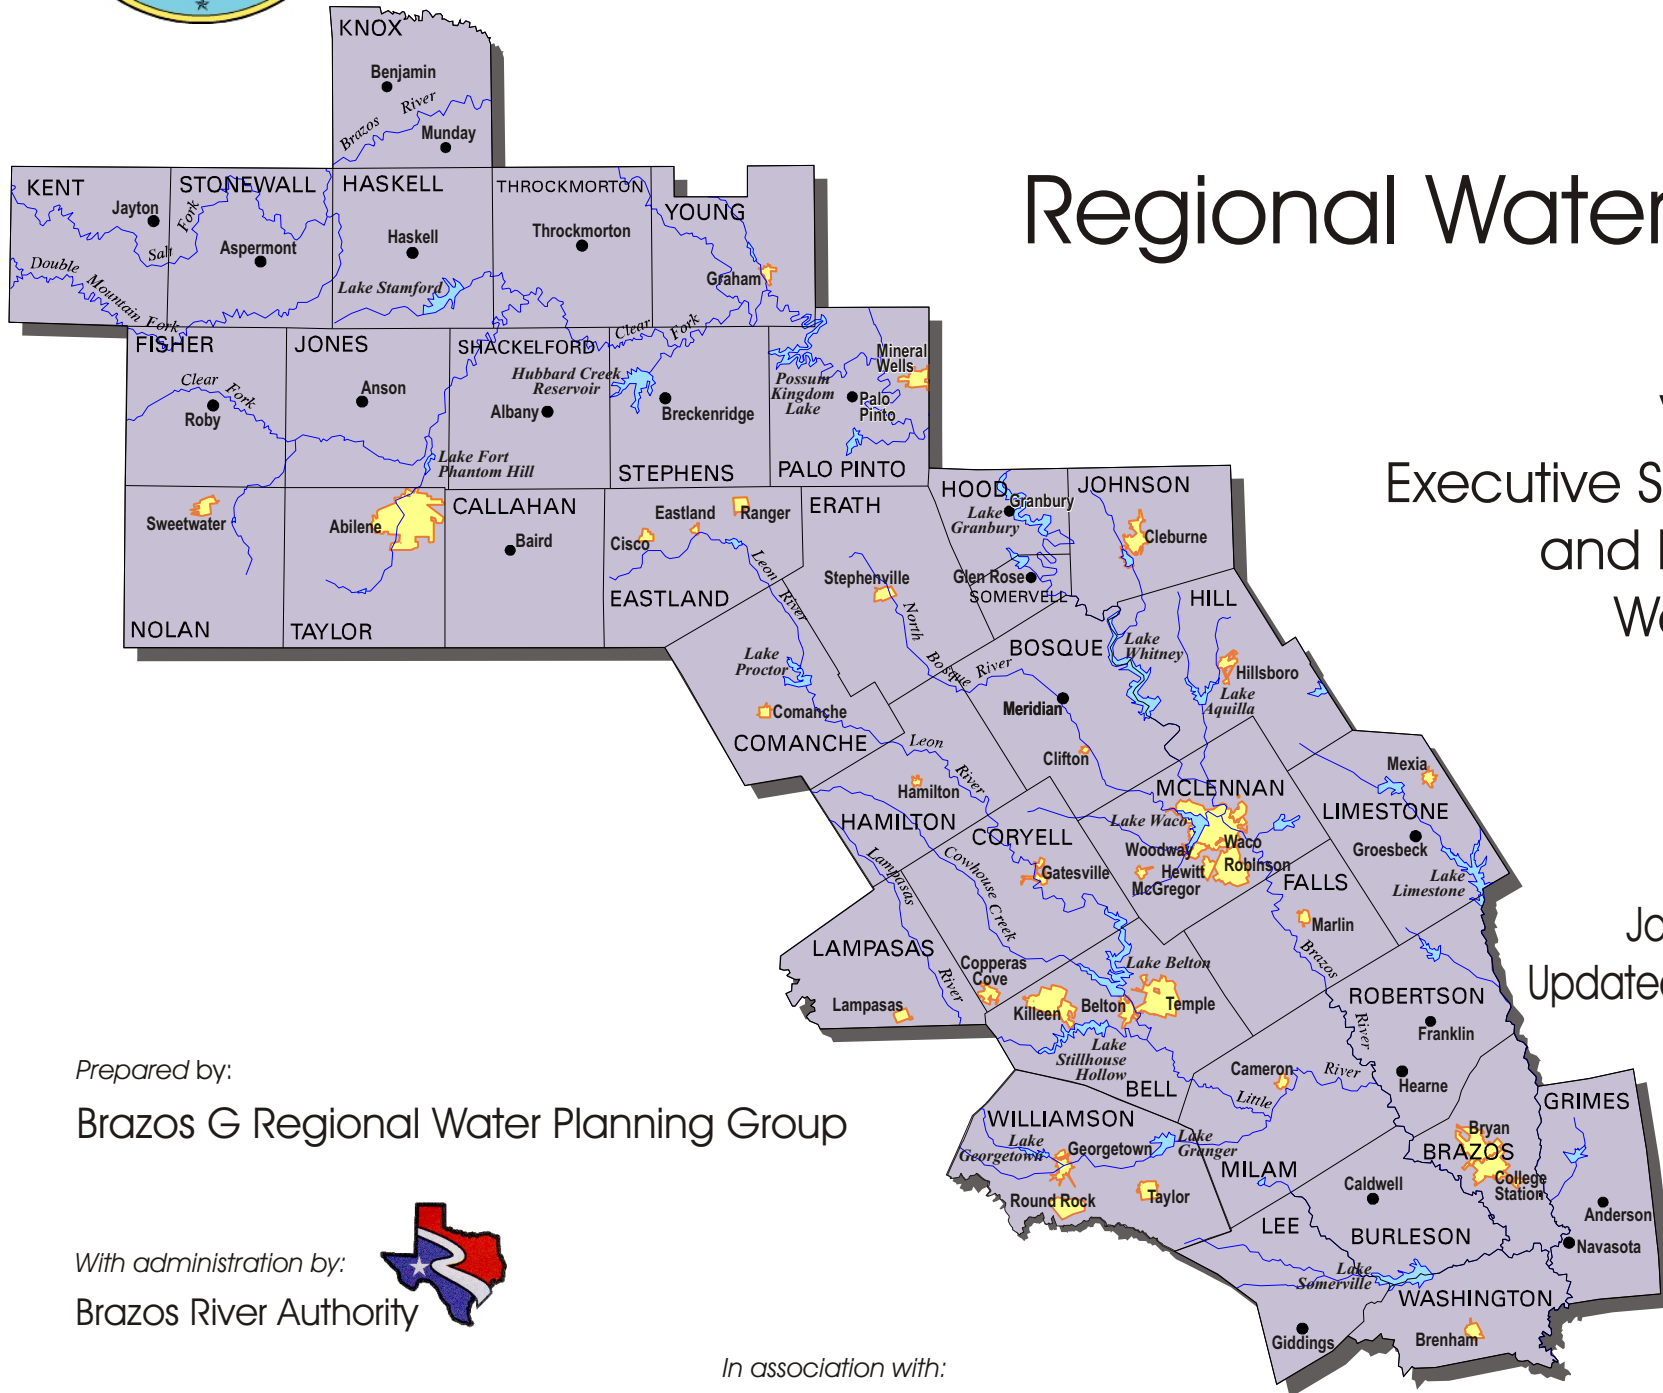 KNOX
Benjamin
Brazos River
Munday
KENT
STONEWALL
HASKELL
THROCKMORTON
YOUNG
Jayton
Salt Fork
Aspermont
Haskell
Throckmorton
Graham
Double Mountain Fork
Lake Stamford
Regional Water
FISHER
JONES
SHACKELFORD
Clear Fork
Clear Fork
Roby
Anson
Hubbard Creek
Reservoir
Albany
Breckenridge
Possum
Kingdom
Lake
Mineral
Wells
Palo
Pinto
Lake Fort
Phantom Hill
STEPHENS
PALO PINTO
Executive S
and
W
NOLAN
TAYLOR
CALLAHAN
Sweetwater
Abilene
Baird
Eastland
Ranger
Cisco
EASTLAND
Leon River
ERATH
Stephenville
North Bosque River
HOOD
Granbury
Lake
Granbury
JOHNSON
Cleburne
Glen Rose
SOMERVELL
HILL
BOSQUE
Lake
Whitney
Hillsboro
Lake
Aquilla
Meridian
Clifton
Lake
Proctor
Comanche
COMANCHE
Leon River
Hamilton
HAMILTON
CORYELL
Gatesville
Lampasas River
Cowhouse Creek
MCLENNAN
Lake Waco
Waco
Woodway
Hewitt
Robinson
McGregor
Mexia
LIMESTONE
Groesbeck
Lake
Limestone
FALLS
Marlin
Brazos River
LAMPASAS
Lampasas
Copperas
Cove
Killeen
Belton
Lake Belton
Temple
Lake
Stillhouse
Hollow
BELL
Updated
ROBERTSON
Franklin
Hearne
Cameron
Little River
WILLIAMSON
Lake
Georgetown
Georgetown
Lake
Granger
Round Rock
Taylor
MILAM
LEE
Caldwell
BURLESON
Bryan
BRAZOS
College
Station
GRIMES
Anderson
Navasota
Lake
Somerville
WASHINGTON
Giddings
Brenham
Prepared by:
Brazos G Regional Water Planning Group
With administration by:
Brazos River Authority
In association with: